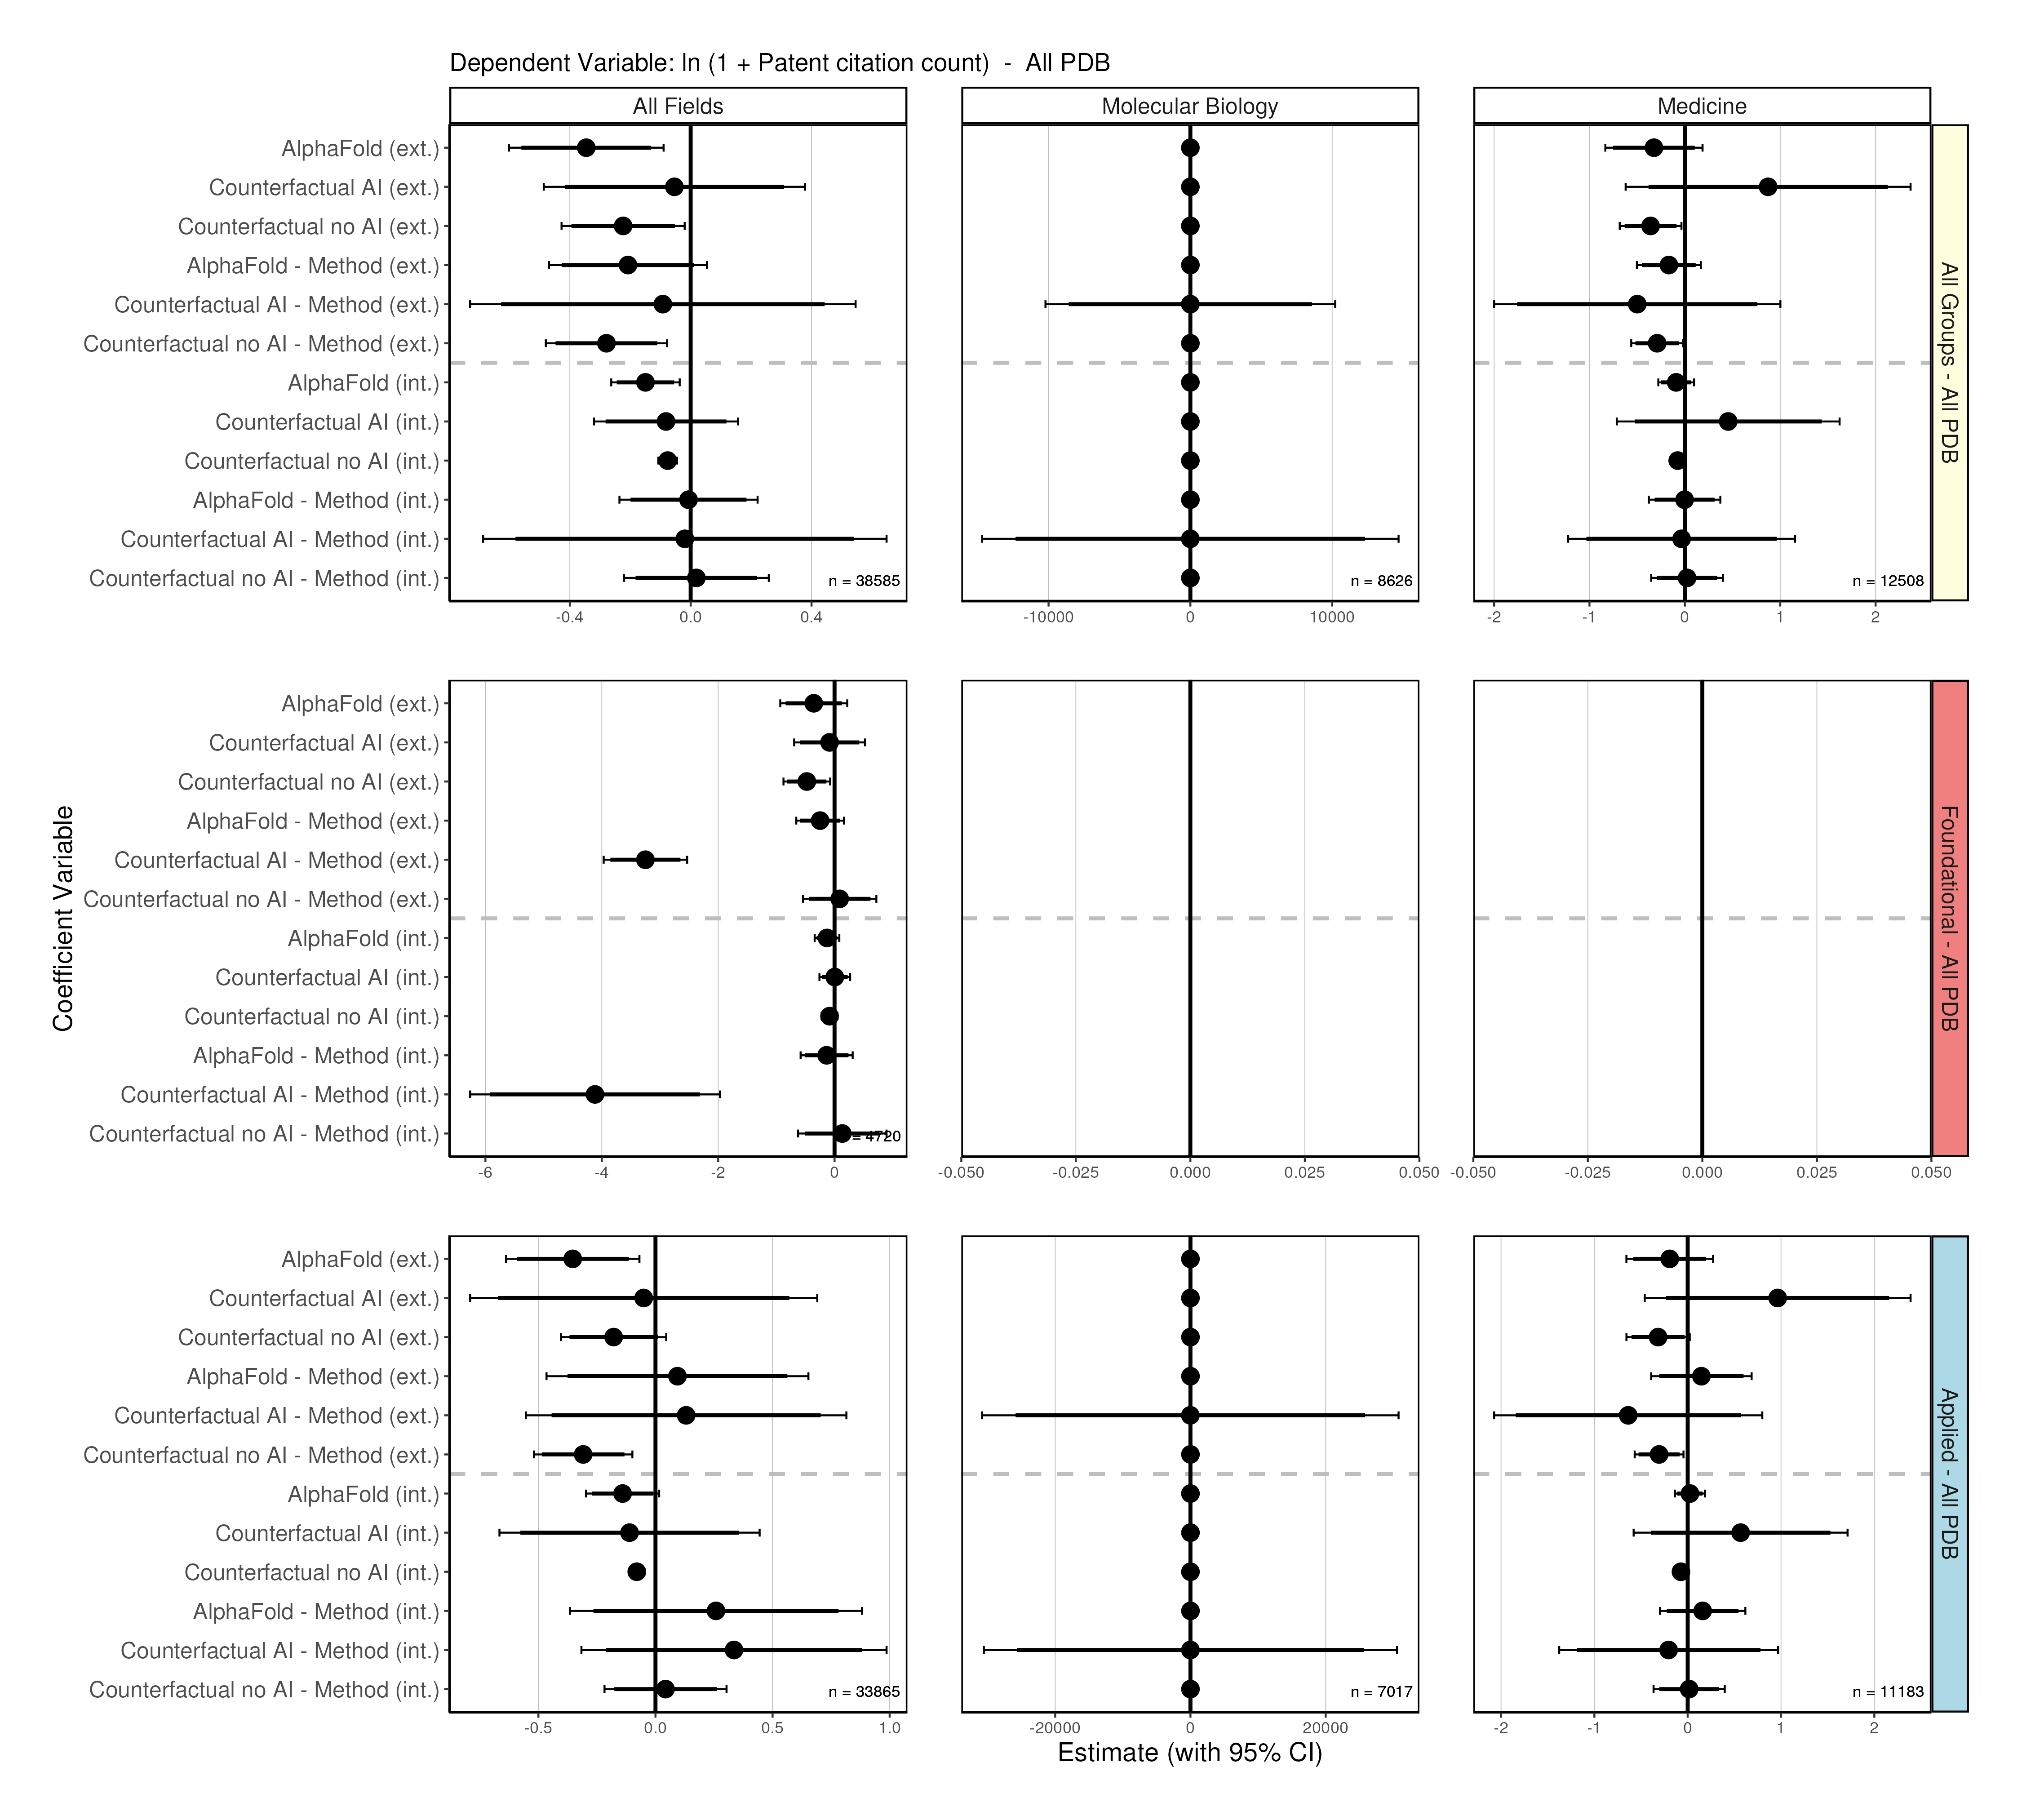 Dependent Variable: ln (1 + Patent citation count)  -  All PDB
All Fields
Molecular Biology
Medicine
Coefficient Variable
AlphaFold (ext.)
Counterfactual AI (ext.)
Counterfactual no AI (ext.)
AlphaFold - Method (ext.)
Counterfactual AI - Method (ext.)
Counterfactual no AI - Method (ext.)
AlphaFold (int.)
Counterfactual AI (int.)
Counterfactual no AI (int.)
AlphaFold - Method (int.)
Counterfactual AI - Method (int.)
Counterfactual no AI - Method (int.)
n = 38585
n = 8626
n = 12508
All Groups - All PDB
-0.4 0.0 0.4
-10000 0 10000
-2 -1 0 1 2
AlphaFold (ext.)
Counterfactual AI (ext.)
Counterfactual no AI (ext.)
AlphaFold - Method (ext.)
Counterfactual AI - Method (ext.)
Counterfactual no AI - Method (ext.)
AlphaFold (int.)
Counterfactual AI (int.)
Counterfactual no AI (int.)
AlphaFold - Method (int.)
Counterfactual AI - Method (int.)
Counterfactual no AI - Method (int.)
= 4720
Foundational - All PDB
-6 -4 -2 0
-0.050 -0.025 0.000 0.025 0.050
-0.050 -0.025 0.000 0.025 0.050
AlphaFold (ext.)
Counterfactual AI (ext.)
Counterfactual no AI (ext.)
AlphaFold - Method (ext.)
Counterfactual AI - Method (ext.)
Counterfactual no AI - Method (ext.)
AlphaFold (int.)
Counterfactual AI (int.)
Counterfactual no AI (int.)
AlphaFold - Method (int.)
Counterfactual AI - Method (int.)
Counterfactual no AI - Method (int.)
n = 33865
n = 7017
n = 11183
Applied - All PDB
-0.5 0.0 0.5 1.0
-20000 0 20000
-2 -1 0 1 2
Estimate (with 95% CI)